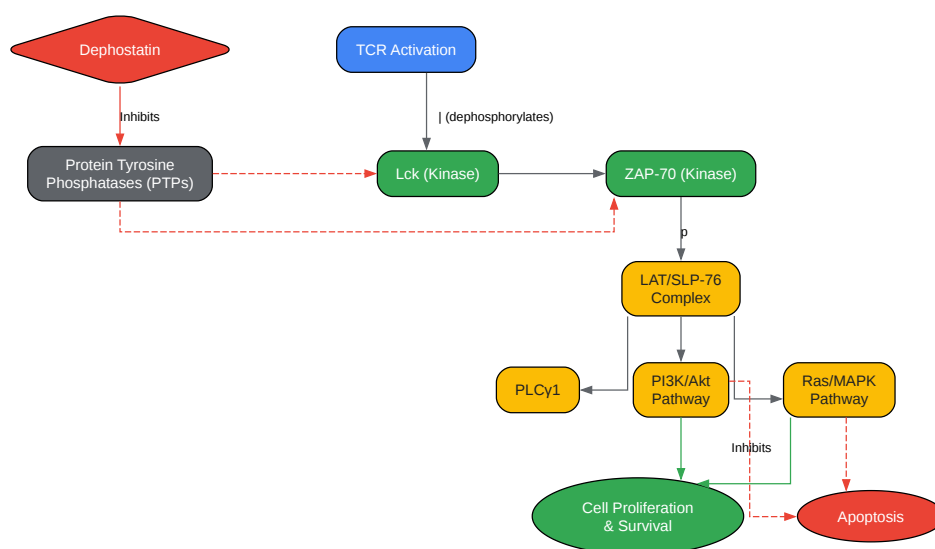 Dephostatin
TCR Activation
Inhibits
| (dephosphorylates)
Protein Tyrosine
Phosphatases (PTPs)
Lck (Kinase)
ZAP-70 (Kinase)
p
LAT/SLP-76
Complex
PLCγ1
PI3K/Akt
Pathway
Ras/MAPK
Pathway
Inhibits
Cell Proliferation
& Survival
Apoptosis